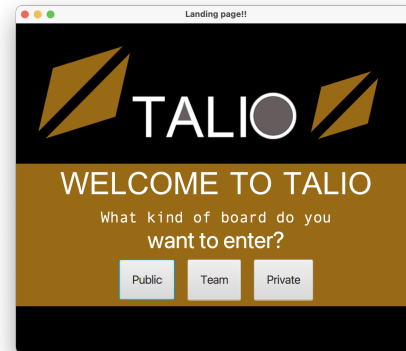 Landing page!!
TALIO
WELCOME TO TALIO
What kind of board do you
want to enter?
Public Team Private